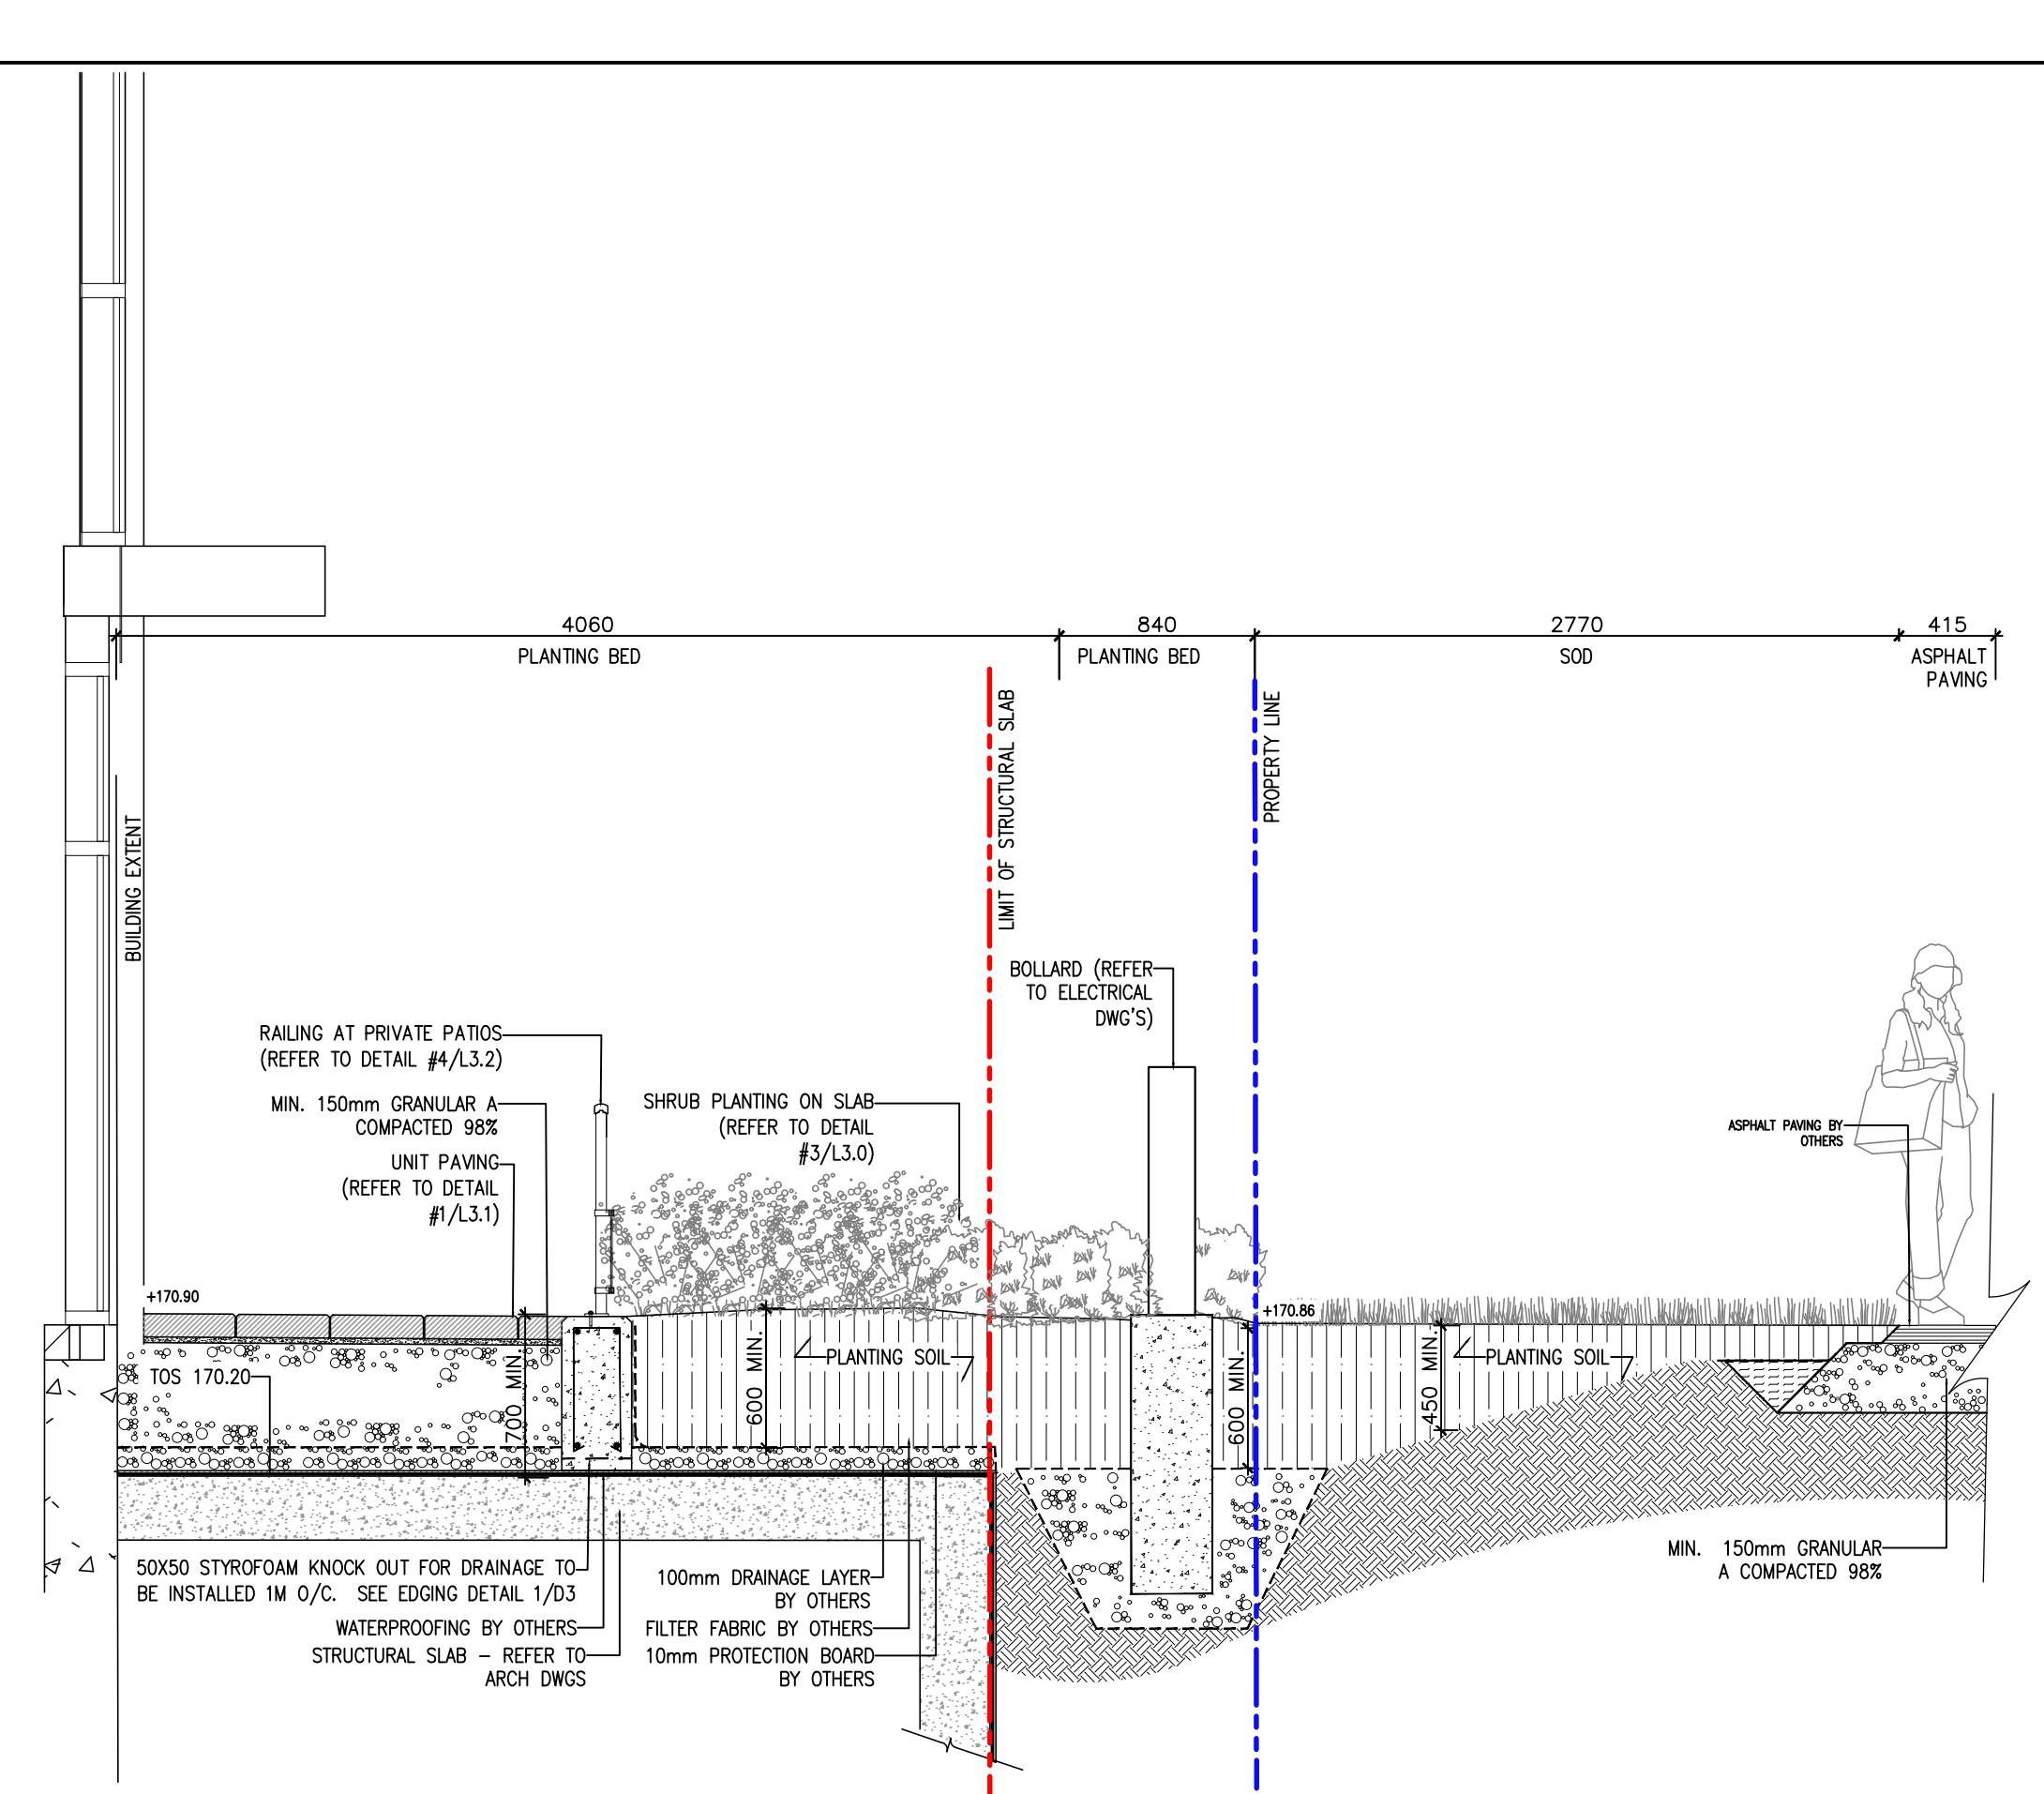 4060
840
2770
415
PLANTING BED
PLANTING BED
SOD
ASPHALT
PAVING
LIMIT OF STRUCTURAL SLAB
PROPERTY LINE
BUILDING EXTENT
BOLLARD (REFER
TO ELECTRICAL
DWG'S)
RAILING AT PRIVATE PATIOS
(REFER TO DETAIL #4/L3.2)
MIN. 150mm GRANULAR A
COMPACTED 98%
UNIT PAVING
(REFER TO DETAIL
#1/L3.1)
SHRUB PLANTING ON SLAB
(REFER TO DETAIL
#3/L3.0)
ASPHALT PAVING BY
OTHERS
+170.90
+170.86
TOS 170.20
700 MIN.
600 MIN.
PLANTING SOIL
600 MIN.
450 MIN.
PLANTING SOIL
50X50 STYROFOAM KNOCK OUT FOR DRAINAGE TO
BE INSTALLED 1M O/C. SEE EDGING DETAIL 1/D3
WATERPROOFING BY OTHERS
STRUCTURAL SLAB – REFER TO
ARCH DWGS
100mm DRAINAGE LAYER
BY OTHERS
FILTER FABRIC BY OTHERS
10mm PROTECTION BOARD
BY OTHERS
MIN. 150mm GRANULAR
A COMPACTED 98%